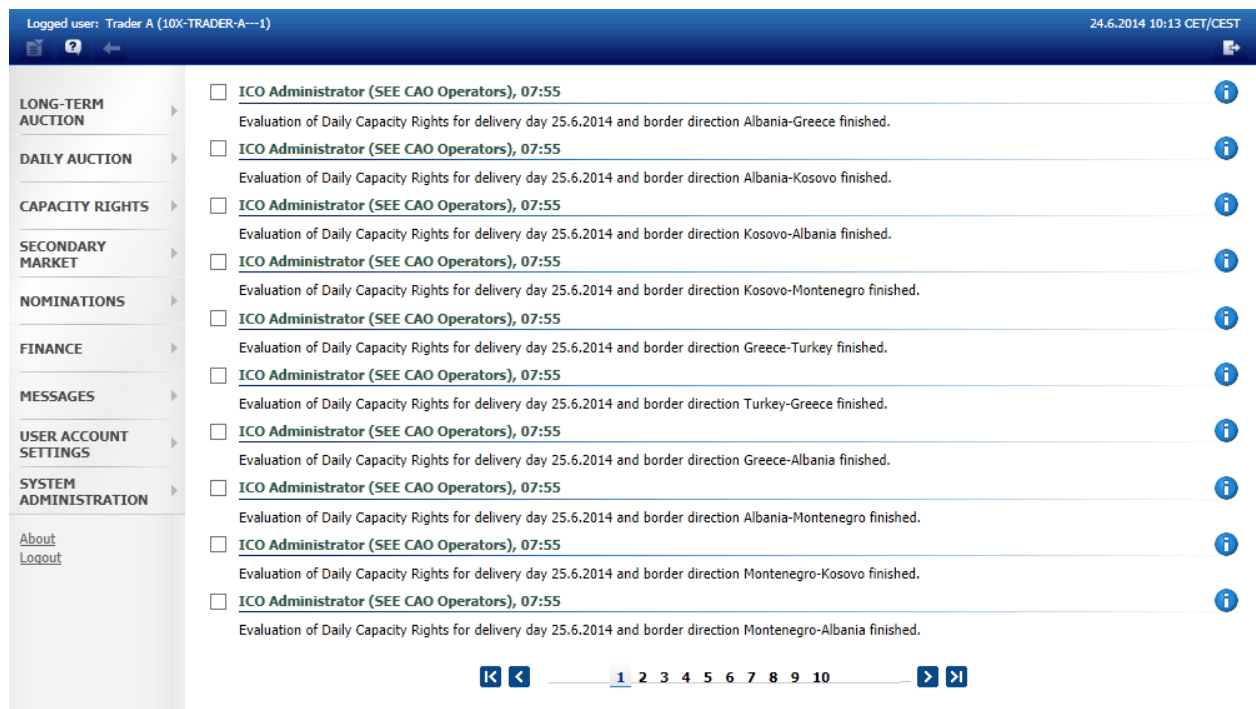 Logged user: Trader A (10X-TRADER-A---1)
24.6.2014 10:13 CET/CEST
LONG-TERM
AUCTION
DAILY AUCTION
CAPACITY RIGHTS
SECONDARY
MARKET
NOMINATIONS
FINANCE
MESSAGES
USER ACCOUNT
SETTINGS
SYSTEM
ADMINISTRATION
About
Logout
ICO Administrator (SEE CAO Operators), 07:55
Evaluation of Daily Capacity Rights for delivery day 25.6.2014 and border direction Albania-Greece finished.
ICO Administrator (SEE CAO Operators), 07:55
Evaluation of Daily Capacity Rights for delivery day 25.6.2014 and border direction Albania-Kosovo finished.
ICO Administrator (SEE CAO Operators), 07:55
Evaluation of Daily Capacity Rights for delivery day 25.6.2014 and border direction Kosovo-Albania finished.
ICO Administrator (SEE CAO Operators), 07:55
Evaluation of Daily Capacity Rights for delivery day 25.6.2014 and border direction Kosovo-Montenegro finished.
ICO Administrator (SEE CAO Operators), 07:55
Evaluation of Daily Capacity Rights for delivery day 25.6.2014 and border direction Greece-Turkey finished.
ICO Administrator (SEE CAO Operators), 07:55
Evaluation of Daily Capacity Rights for delivery day 25.6.2014 and border direction Turkey-Greece finished.
ICO Administrator (SEE CAO Operators), 07:55
Evaluation of Daily Capacity Rights for delivery day 25.6.2014 and border direction Greece-Albania finished.
ICO Administrator (SEE CAO Operators), 07:55
Evaluation of Daily Capacity Rights for delivery day 25.6.2014 and border direction Albania-Montenegro finished.
ICO Administrator (SEE CAO Operators), 07:55
Evaluation of Daily Capacity Rights for delivery day 25.6.2014 and border direction Montenegro-Kosovo finished.
ICO Administrator (SEE CAO Operators), 07:55
Evaluation of Daily Capacity Rights for delivery day 25.6.2014 and border direction Montenegro-Albania finished.
1 2 3 4 5 6 7 8 9 10